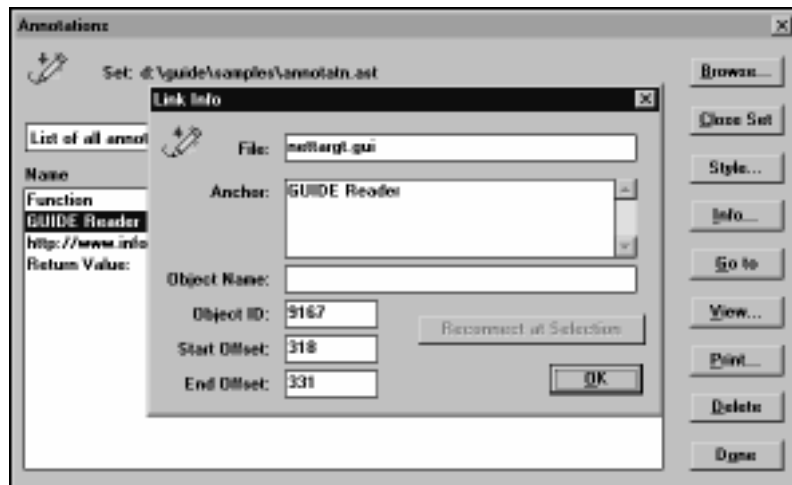 Annotations
Set: d:\guide\samples\annotatn.ast
Browse...
Link Info
Close Set
List of all annot
File: nettargt.gui
Style...
Name
Anchor: GUIDE Reader
Function
GUIDE Reader
Info...
http://www.info
Return Value:
Go to
Object Name:
Object ID: 9167
View...
Reconnect at Selection
Start Offset: 318
Print...
End Offset: 331
OK
Delete
Done